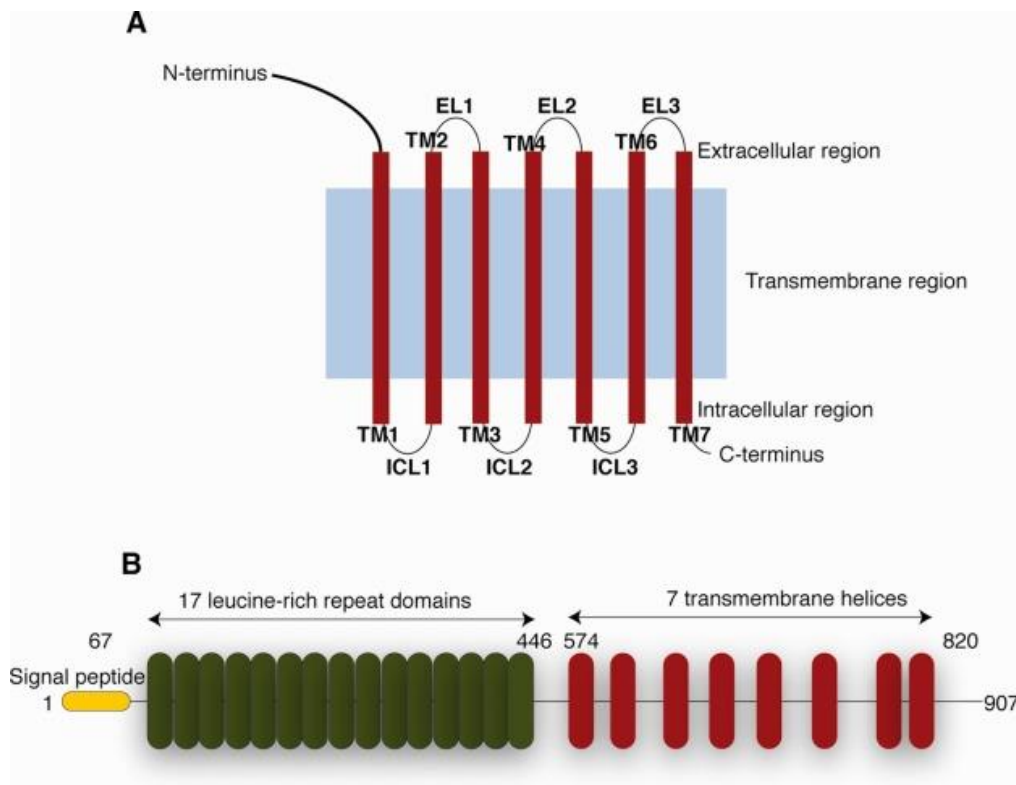 A
N-terminus
EL1
EL2
EL3
TM2
TM4
TM6
Extracellular region
Transmembrane region
Intracellular region
TM1
TM3
TM5
TM7
C-terminus
ICL1
ICL2
ICL3
B
17 leucine-rich repeat domains
7 transmembrane helices
67
446
574
820
Signal peptide
1
907